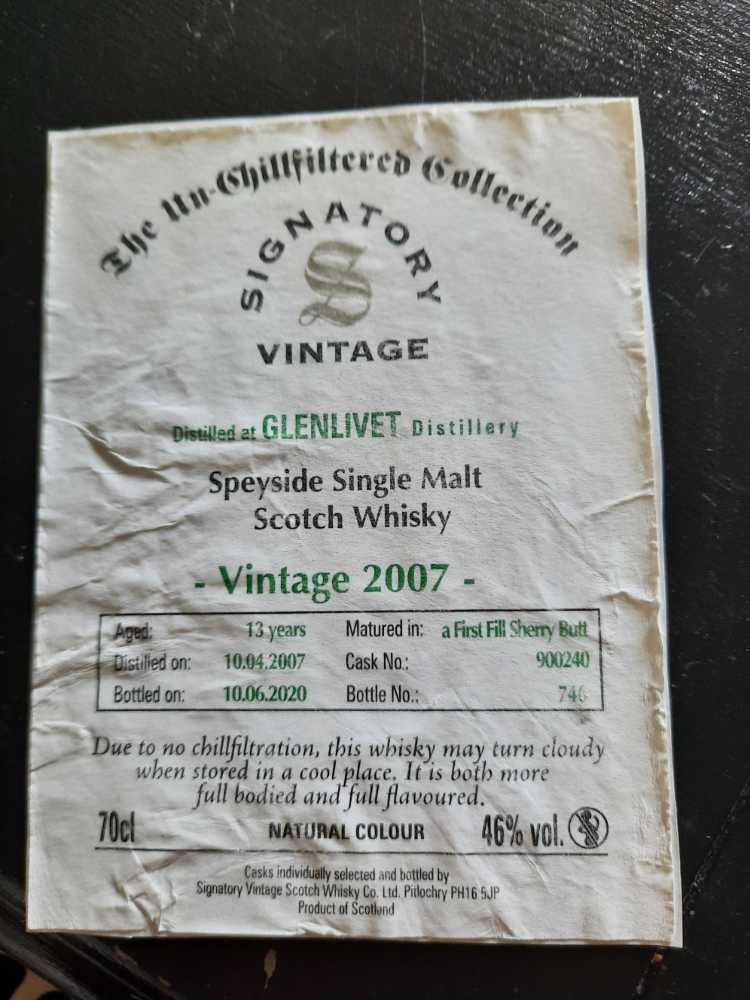 The Un-Chillfiltered Collection
SIGNATORY
S
VINTAGE
Distilled at GLENLIVET Distillery
Speyside Single Malt
Scotch Whisky
- Vintage 2007 -
Aged: 13 years Matured in: a First Fill Sherry Butt
Distilled on: 10.04.2007 Cask No.: 900240
Bottled on: 10.06.2020 Bottle No.:
Due to no chillfiltration, this whisky may turn cloudy
when stored in a cool place. It is both more
full bodied and full flavoured.
70cl NATURAL COLOUR 46% vol.
Casks individually selected and bottled by
Signatory Vintage Scotch Whisky Co. Ltd. Pitlochry PH16 5JP
Product of Scotland